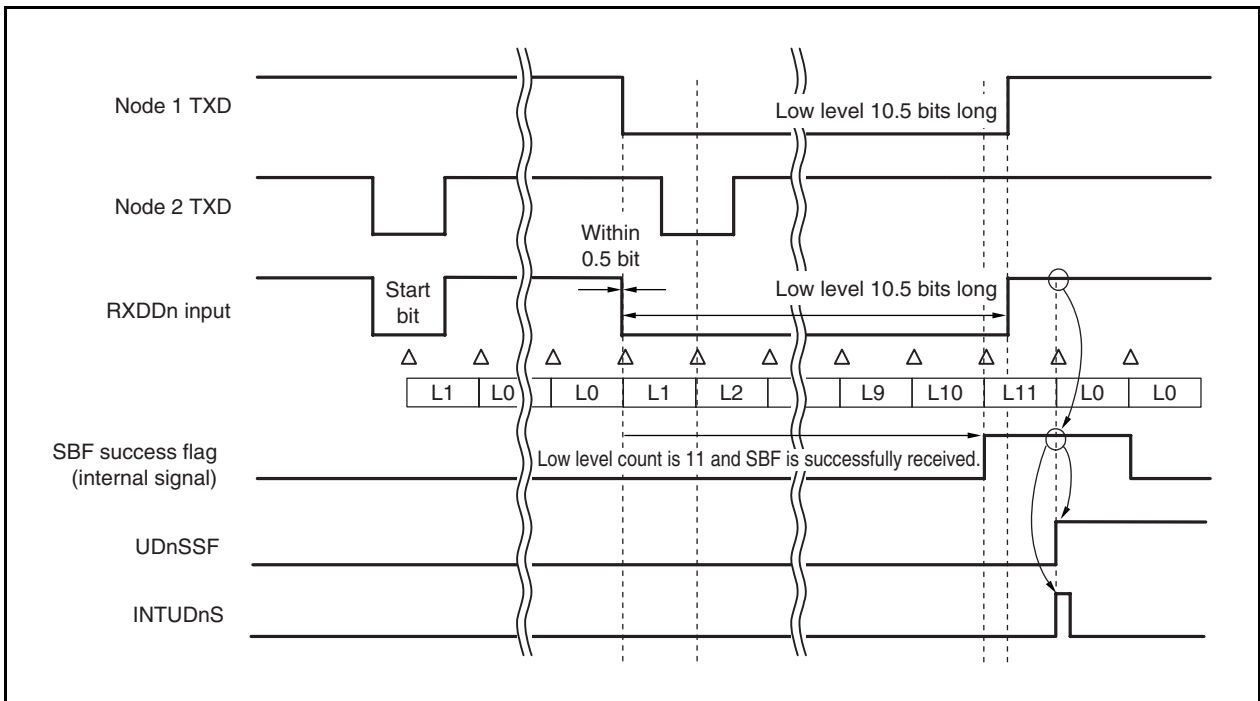 Node 1 TXD
Low level 10.5 bits long
Node 2 TXD
Within
0.5 bit
RXDDn input
Start
bit
Low level 10.5 bits long
L1 L0 L0 L1 L2 L9 L10 L11 L0 L0
SBF success flag
(internal signal)
Low level count is 11 and SBF is successfully received.
UDnSSF
INTUDnS